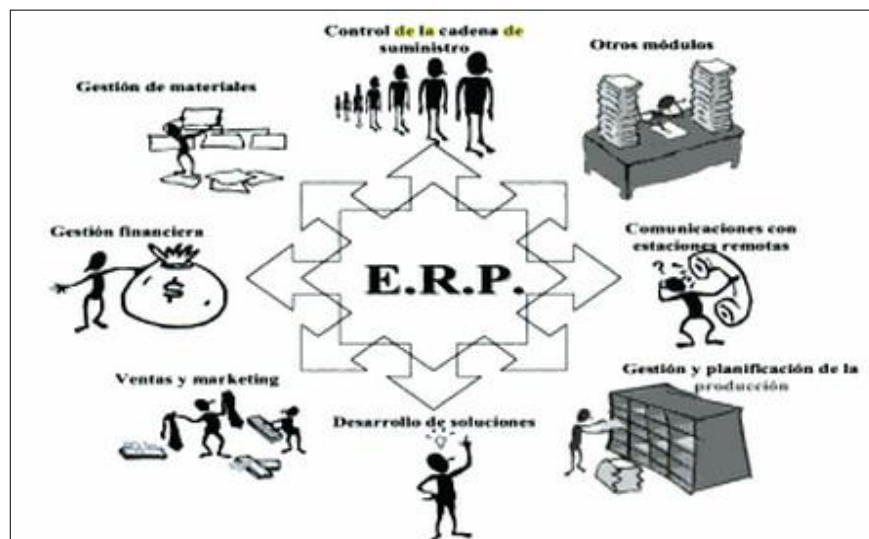 Control de la cadena de
suministro
Otros módulos
Gestión de materiales
Gestión financiera
Comunicaciones con
estaciones remotas
E.R.P.
$
?
Ventas y marketing
Gestión y planificación de la
producción
Desarrollo de soluciones